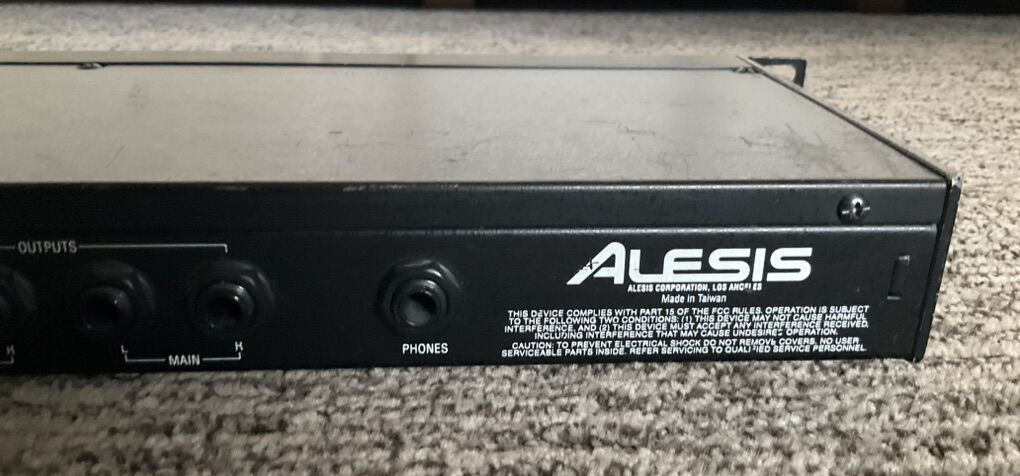 OUTPUTS
R
L
R
MAIN
PHONES
ALESIS
ALESIS CORPORATION, LOS ANGELES
Made in Taiwan
THIS DEVICE COMPLIES WITH PART 15 OF THE FCC RULES. OPERATION IS SUBJECT
TO THE FOLLOWING TWO CONDITIONS: (1) THIS DEVICE MAY NOT CAUSE HARMFUL
INTERFERENCE, AND (2) THIS DEVICE MUST ACCEPT ANY INTERFERENCE RECEIVED,
INCLUDING INTERFERENCE THAT MAY CAUSE UNDESIRED OPERATION.
CAUTION: TO PREVENT ELECTRICAL SHOCK DO NOT REMOVE COVERS. NO USER
SERVICEABLE PARTS INSIDE. REFER SERVICING TO QUALIFIED SERVICE PERSONNEL.